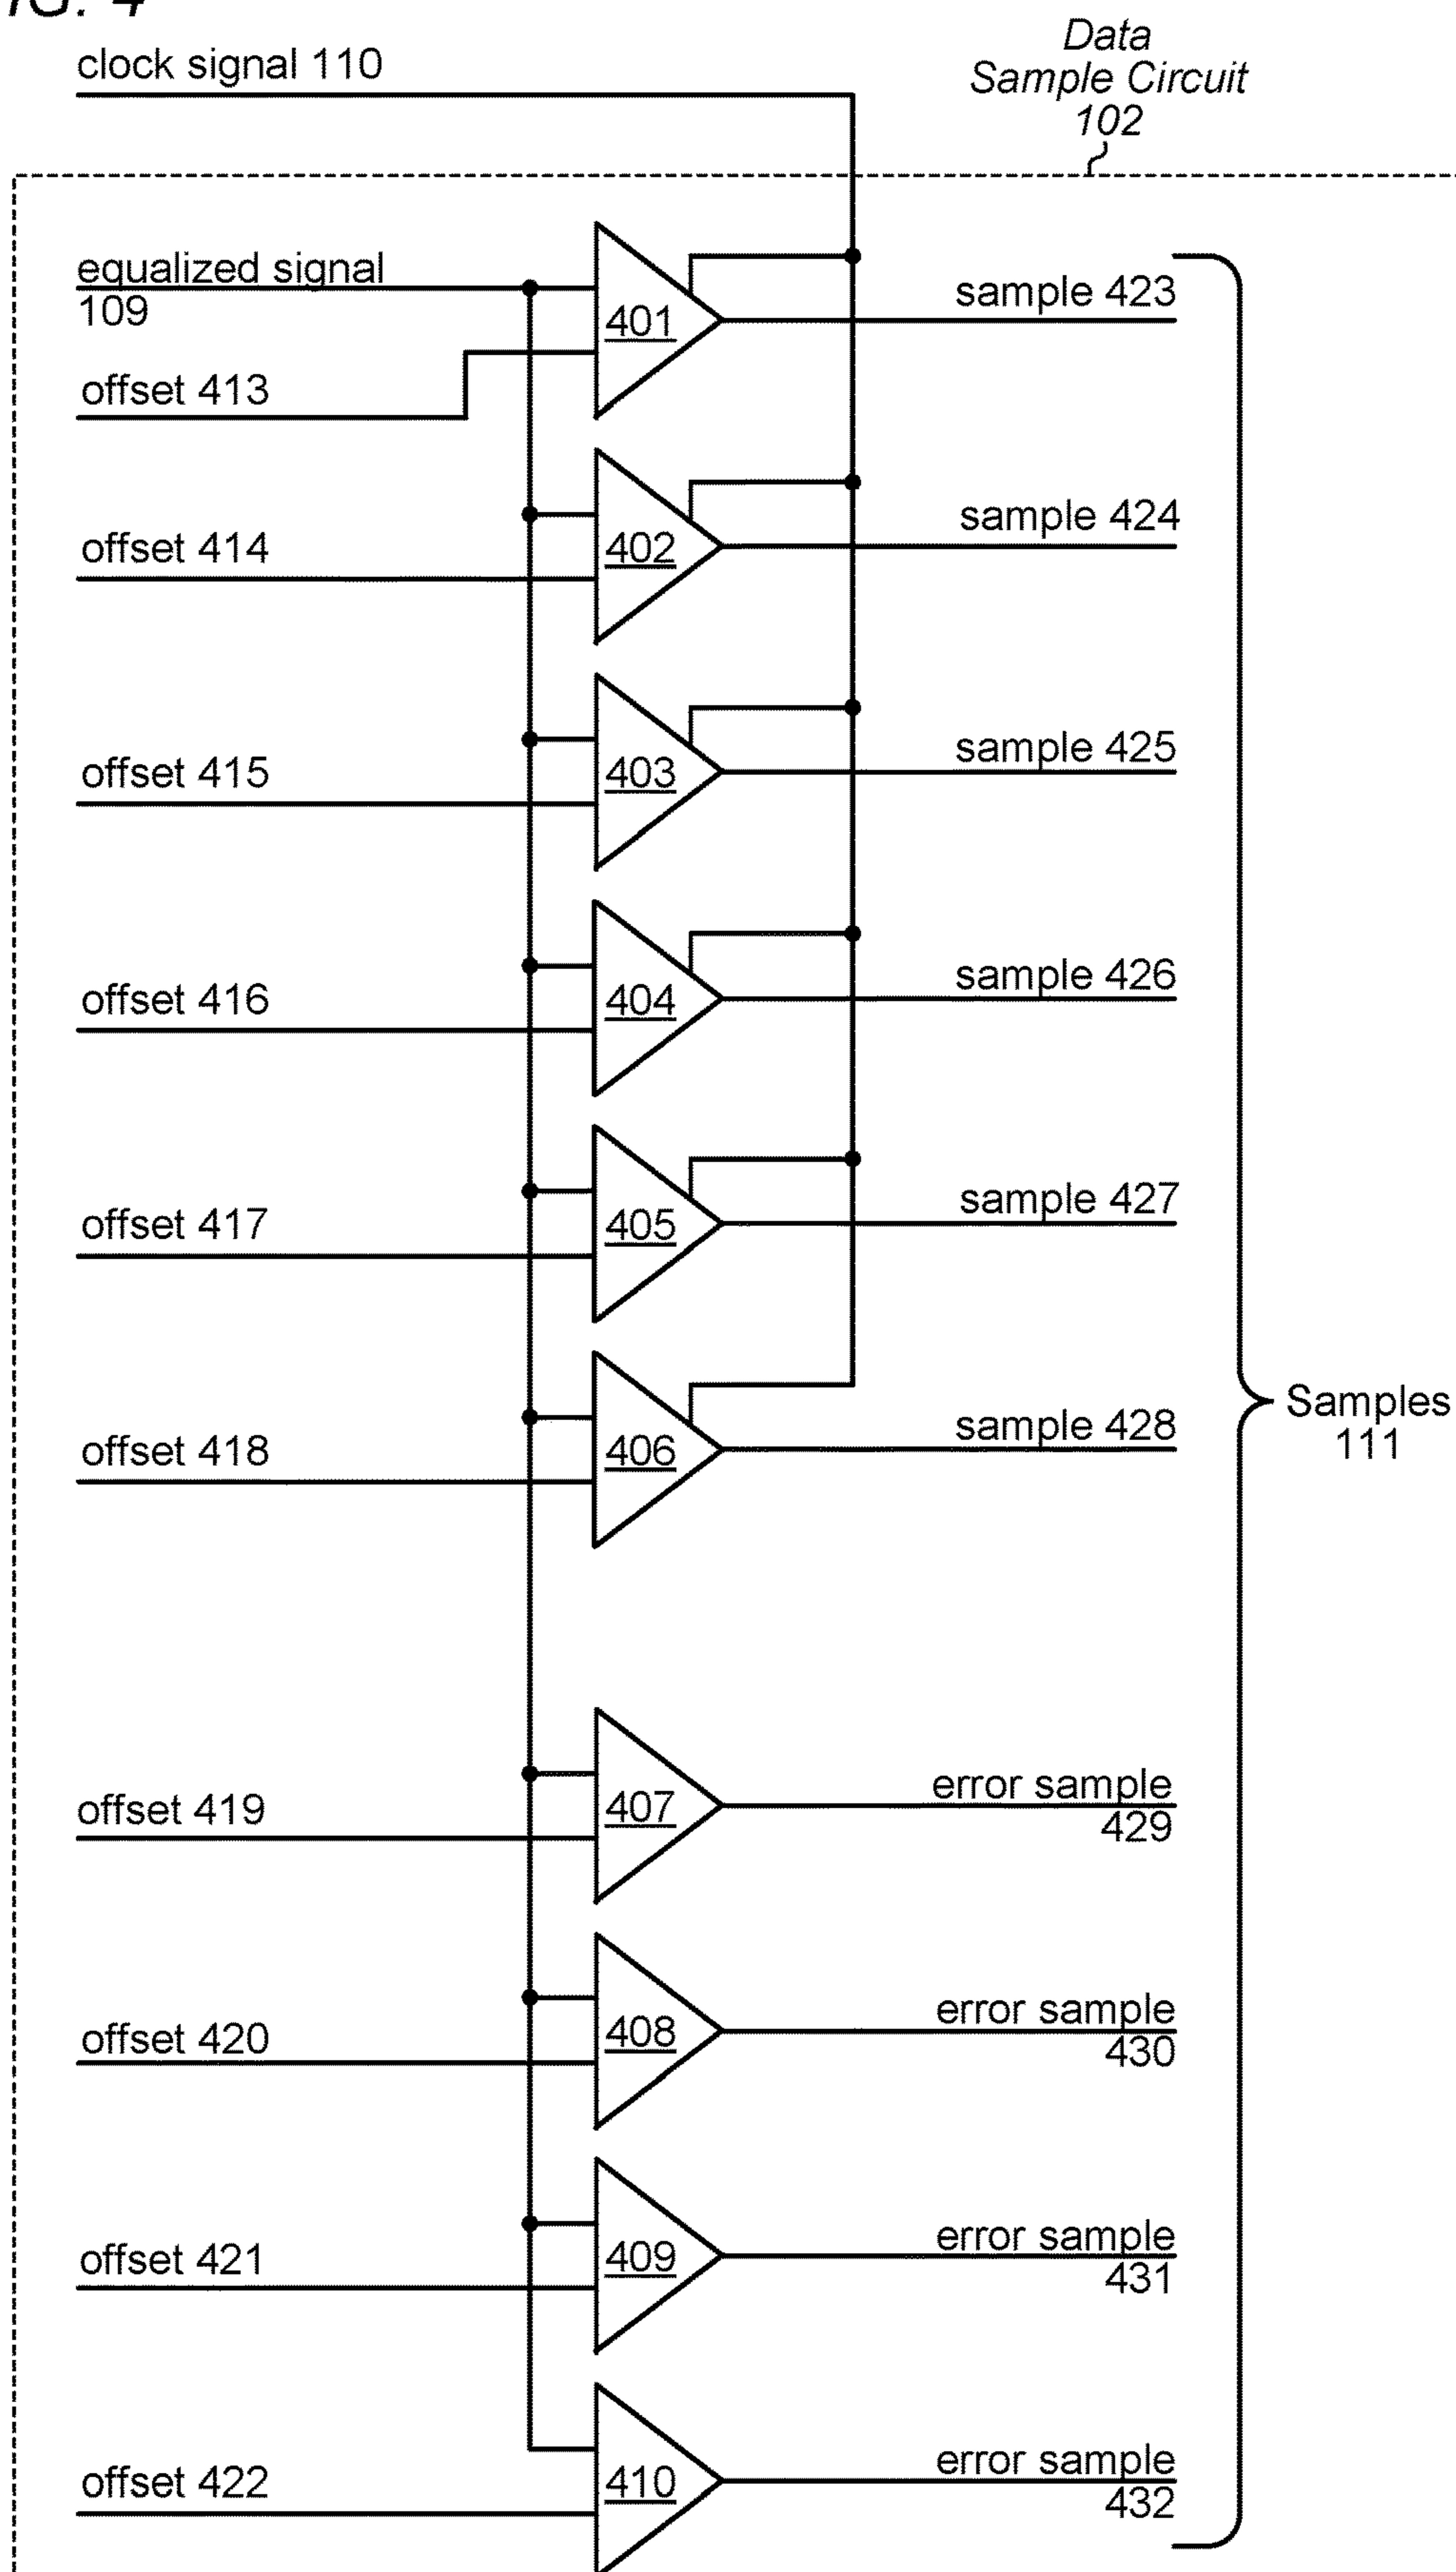 clock signal 110
Data
Sample Circuit
102
equalized signal
109
401
sample 423
offset 413
402
sample 424
offset 414
403
sample 425
offset 415
404
sample 426
offset 416
405
sample 427
offset 417
406
sample 428
offset 418
Samples
111
407
error sample
429
offset 419
408
error sample
430
offset 420
409
error sample
431
offset 421
410
error sample
432
offset 422